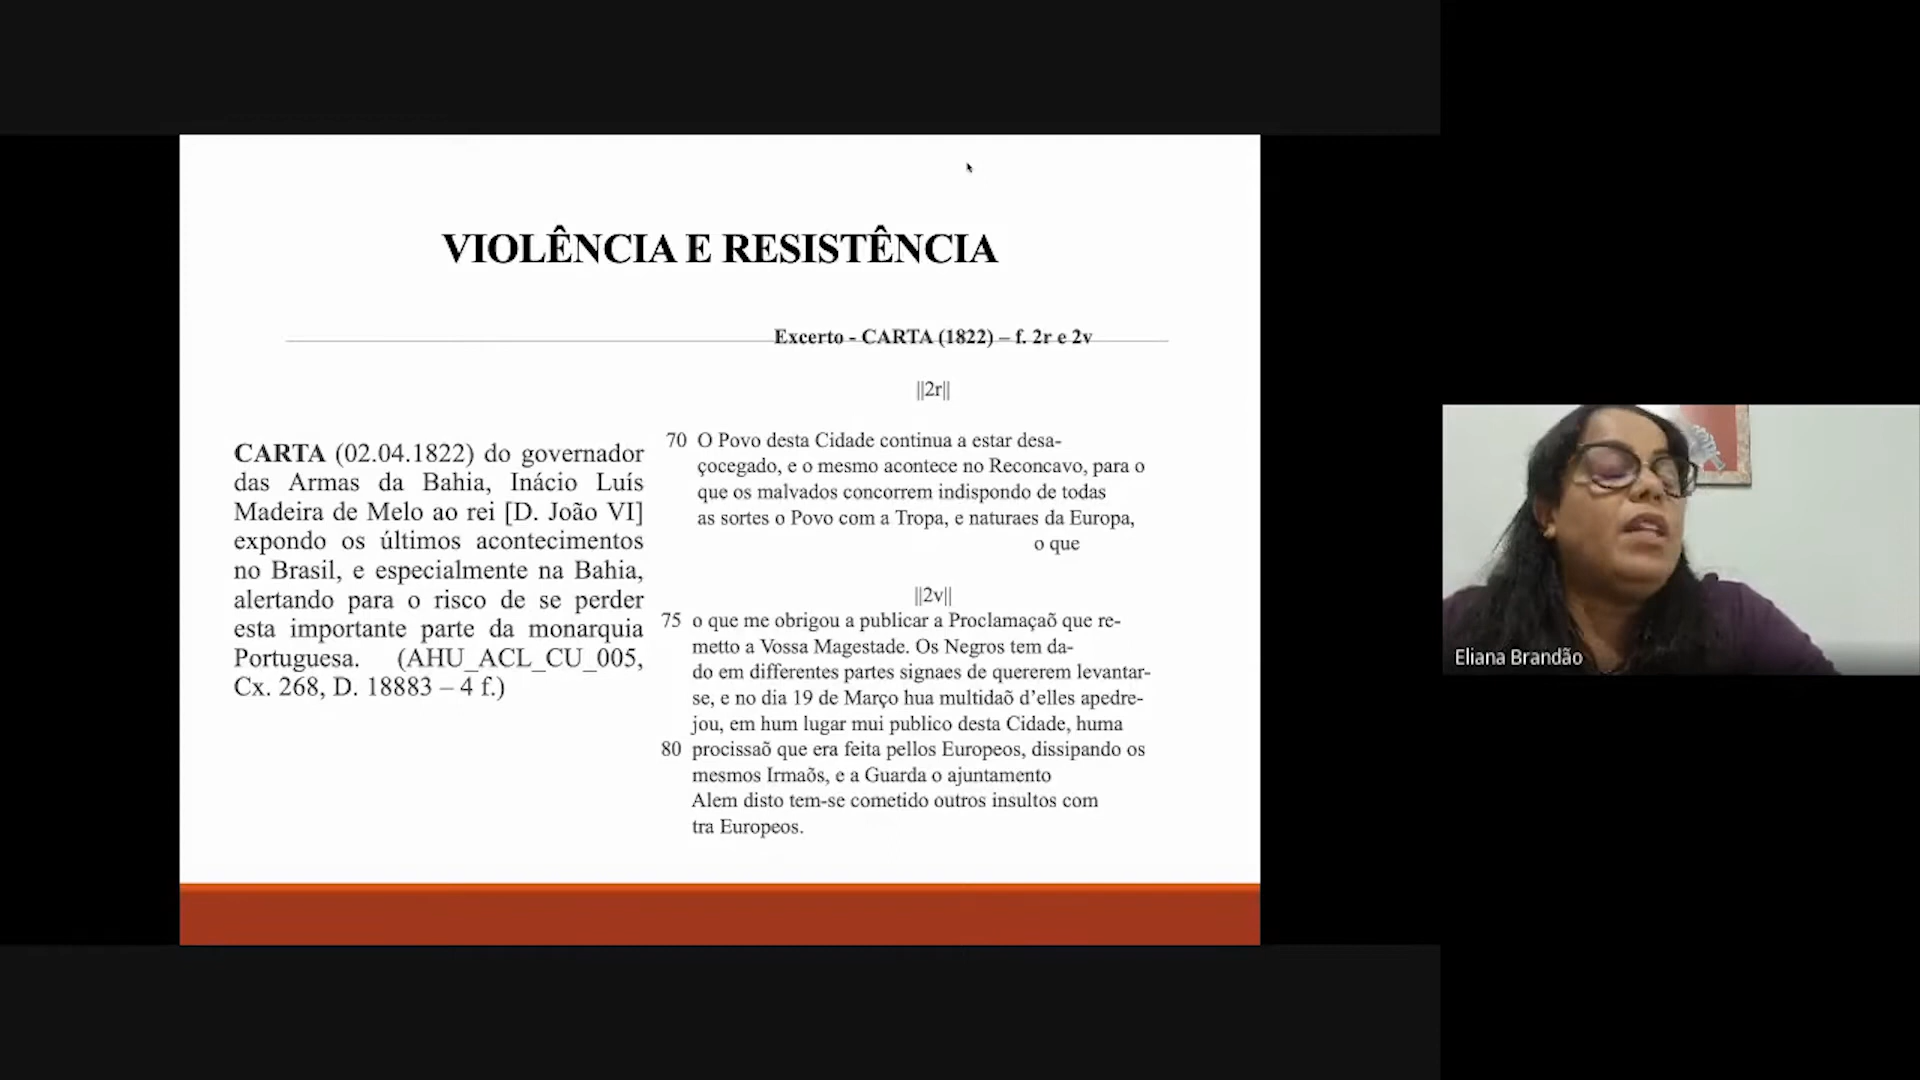 VIOLÊNCIA E RESISTÊNCIA
Excerto - CARTA (1822) – f. 2r e 2v
CARTA (02.04.1822) do governador
das Armas da Bahia, Inácio Luís
Madeira de Melo ao rei [D. João VI]
expondo os últimos acontecimentos
no Brasil, e especialmente na Bahia,
alertando para o risco de se perder
esta importante parte da monarquia
Portuguesa. (AHU_ACL_CU_005,
Cx. 268, D. 18883 – 4 f.)
||2r||
70 O Povo desta Cidade continua a estar desa-
çocegado, e o mesmo acontece no Reconcavo, para o
que os malvados concorrem indispondo de todas
as sortes o Povo com a Tropa, e naturaes da Europa,
o que
||2v||
75 o que me obrigou a publicar a Proclamaçaõ que re-
metto a Vossa Magestade. Os Negros tem da-
do em differentes partes signaes de quererem levantar-
se, e no dia 19 de Março hua multidaõ d’elles apedre-
jou, em hum lugar mui publico desta Cidade, huma
80 procissaõ que era feita pellos Europeos, dissipando os
mesmos Irmaõs, e a Guarda o ajuntamento
Alem disto tem-se cometido outros insultos com
tra Europeos.
Eliana Brandão